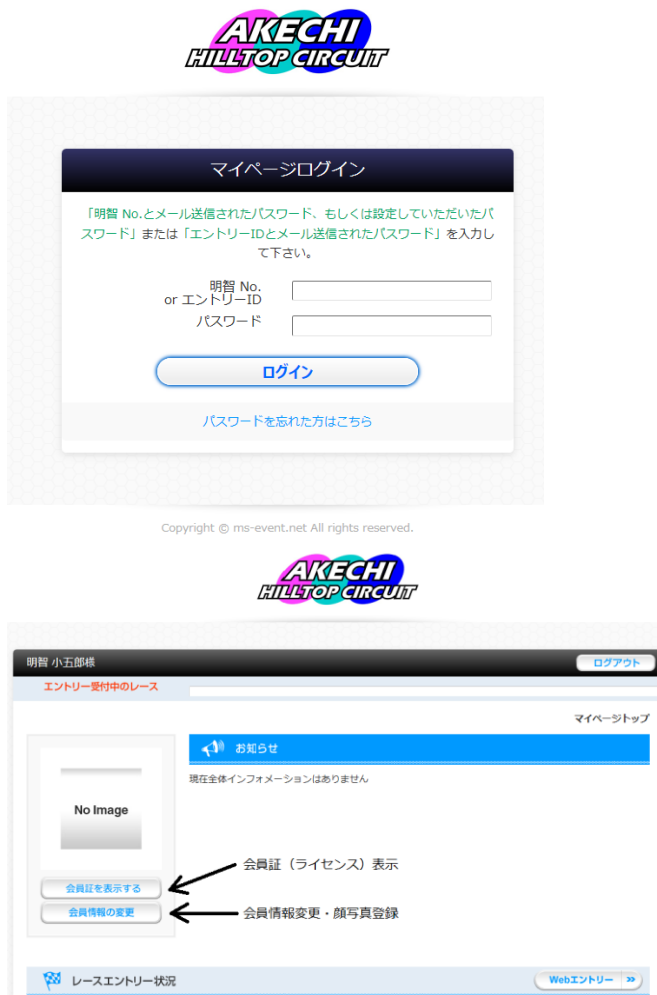 AKECHI
HILLTOP CIRCUIT
マイページログイン
「明智 No.とメール送信されたパスワード、もしくは設定していただいたパ
スワード」または「エントリーIDとメール送信されたパスワード」を入力し
て下さい。
明智 No.
or エントリーID
パスワード
ログイン
パスワードを忘れた方はこちら
Copyright © ms-event.net All rights reserved.
AKECHI
HILLTOP CIRCUIT
明智 小五郎様
ログアウト
エントリー受付中のレース
マイページトップ
お知らせ
現在全体インフォメーションはありません
No Image
会員証（ライセンス）表示
会員証を表示する
会員情報の変更
会員情報変更・顔写真登録
レースエントリー状況
Webエントリー »